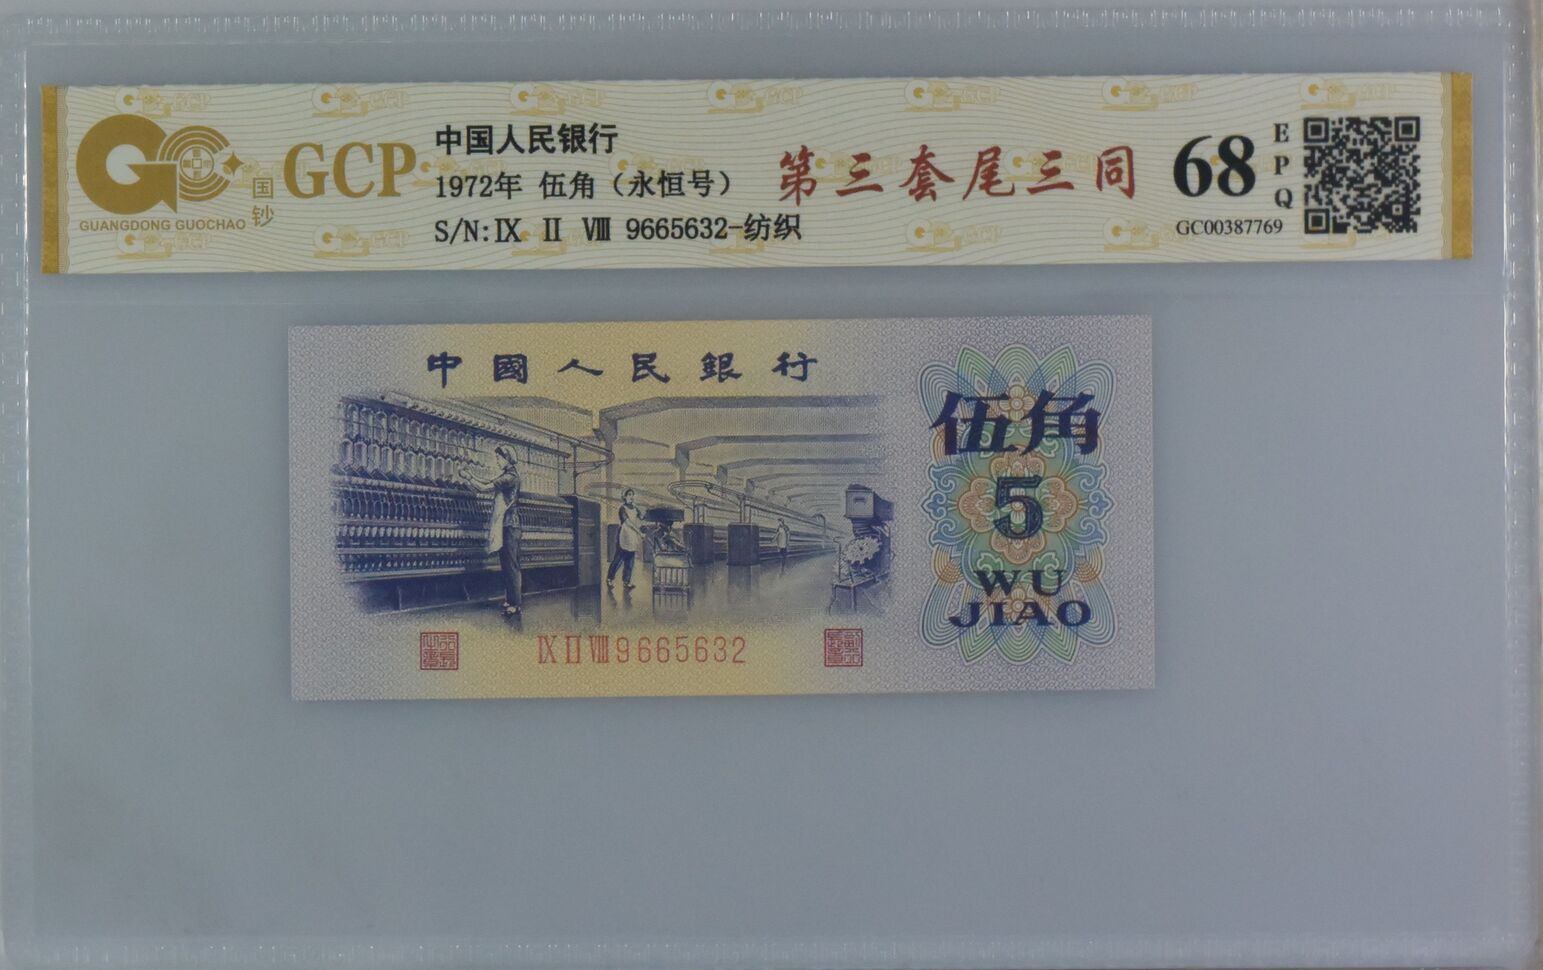 GUANGDONG GUOCHAO
国钞
GCP
中国人民银行
1972年 伍角（永恒号）
S/N:Ⅸ Ⅱ Ⅷ 9665632-纺织
第三套尾三同
68
EPQ
GC00387769
中國人民銀行
伍角
5
WU
JIAO
Ⅸ Ⅱ Ⅷ 9665632